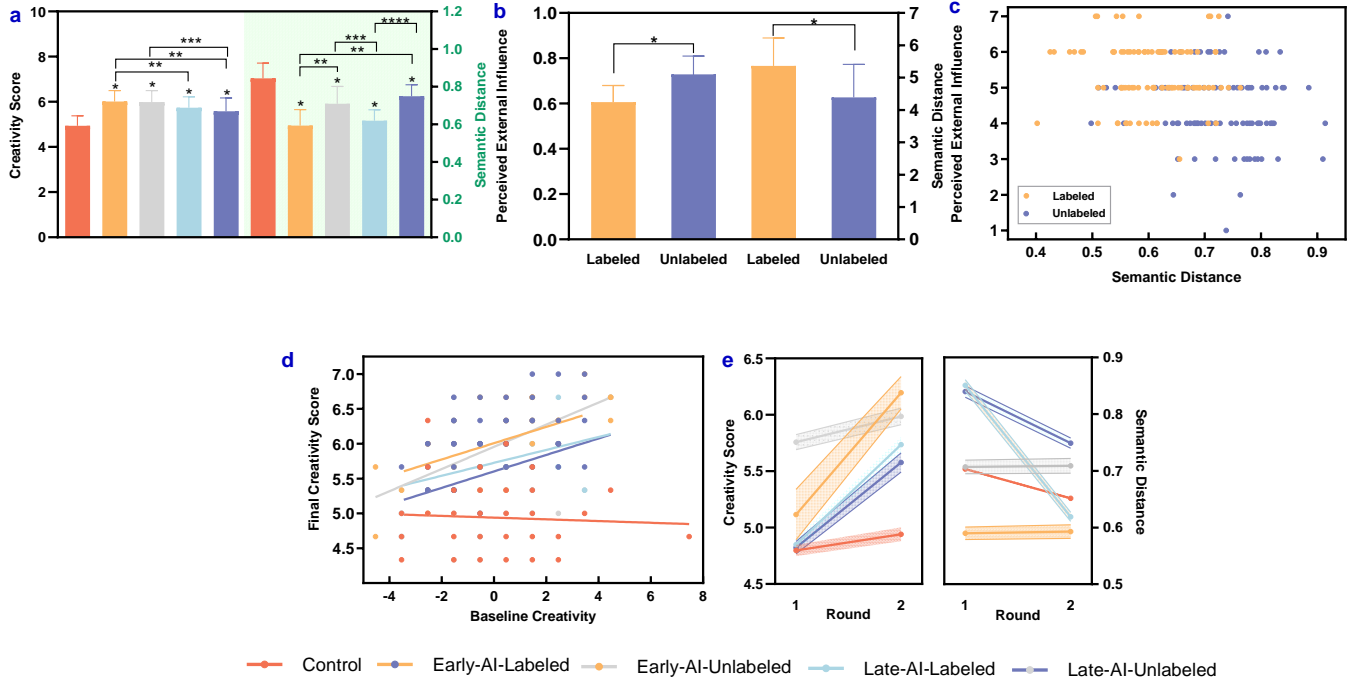 a
Creativity Score
10
8
6
4
2
0
* * * *
** ** ***
* * * *
** ** *** ****
1.2
1.0
0.8
0.6
0.4
0.2
0.0
Semantic Distance
b
Perceived External Influence
1.0
0.8
0.6
0.4
0.2
0.0
*
*
7
6
5
4
3
2
1
0
Semantic Distance
Labeled Unlabeled Labeled Unlabeled
c
Perceived External Influence
7
6
5
4
3
2
1
Labeled
Unlabeled
0.4 0.5 0.6 0.7 0.8 0.9
Semantic Distance
d
Final Creativity Score
7.0
6.5
6.0
5.5
5.0
4.5
-4 -2 0 2 4 6 8
Baseline Creativity
e
Creativity Score
6.5
6.0
5.5
5.0
4.5
1 Round 2
0.9
0.8
0.7
0.6
0.5
Semantic Distance
1 Round 2
Control Early-AI-Labeled Early-AI-Unlabeled Late-AI-Labeled Late-AI-Unlabeled